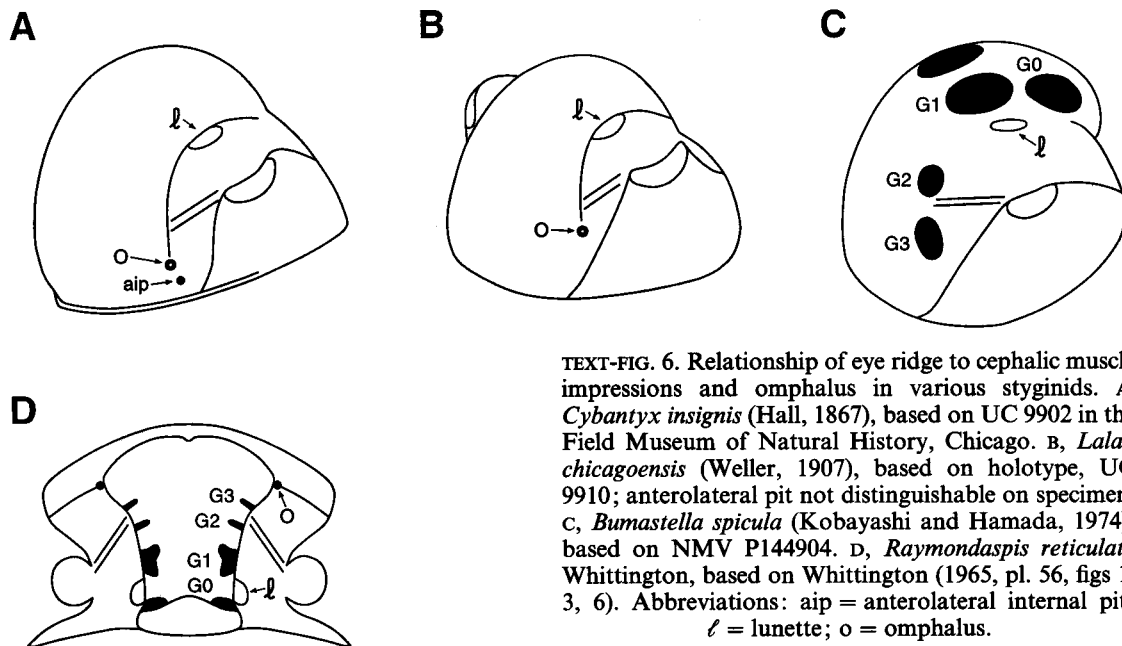 A
ℓ
O
aip
B
ℓ
O
C
G0
G1
ℓ
G2
G3
TEXT-FIG. 6. Relationship of eye ridge to cephalic muscl
impressions and omphalus in various styginids. A
Cybantyx insignis (Hall, 1867), based on UC 9902 in th
Field Museum of Natural History, Chicago. B, Lala
chicagoensis (Weller, 1907), based on holotype, UC
9910; anterolateral pit not distinguishable on specimen
C, Bumastella spicula (Kobayashi and Hamada, 1974
based on NMV P144904. D, Raymondaspis reticulat
Whittington, based on Whittington (1965, pl. 56, figs 1
3, 6). Abbreviations: aip = anterolateral internal pit
ℓ = lunette; o = omphalus.
D
G3
O
G2
G1
G0
ℓ